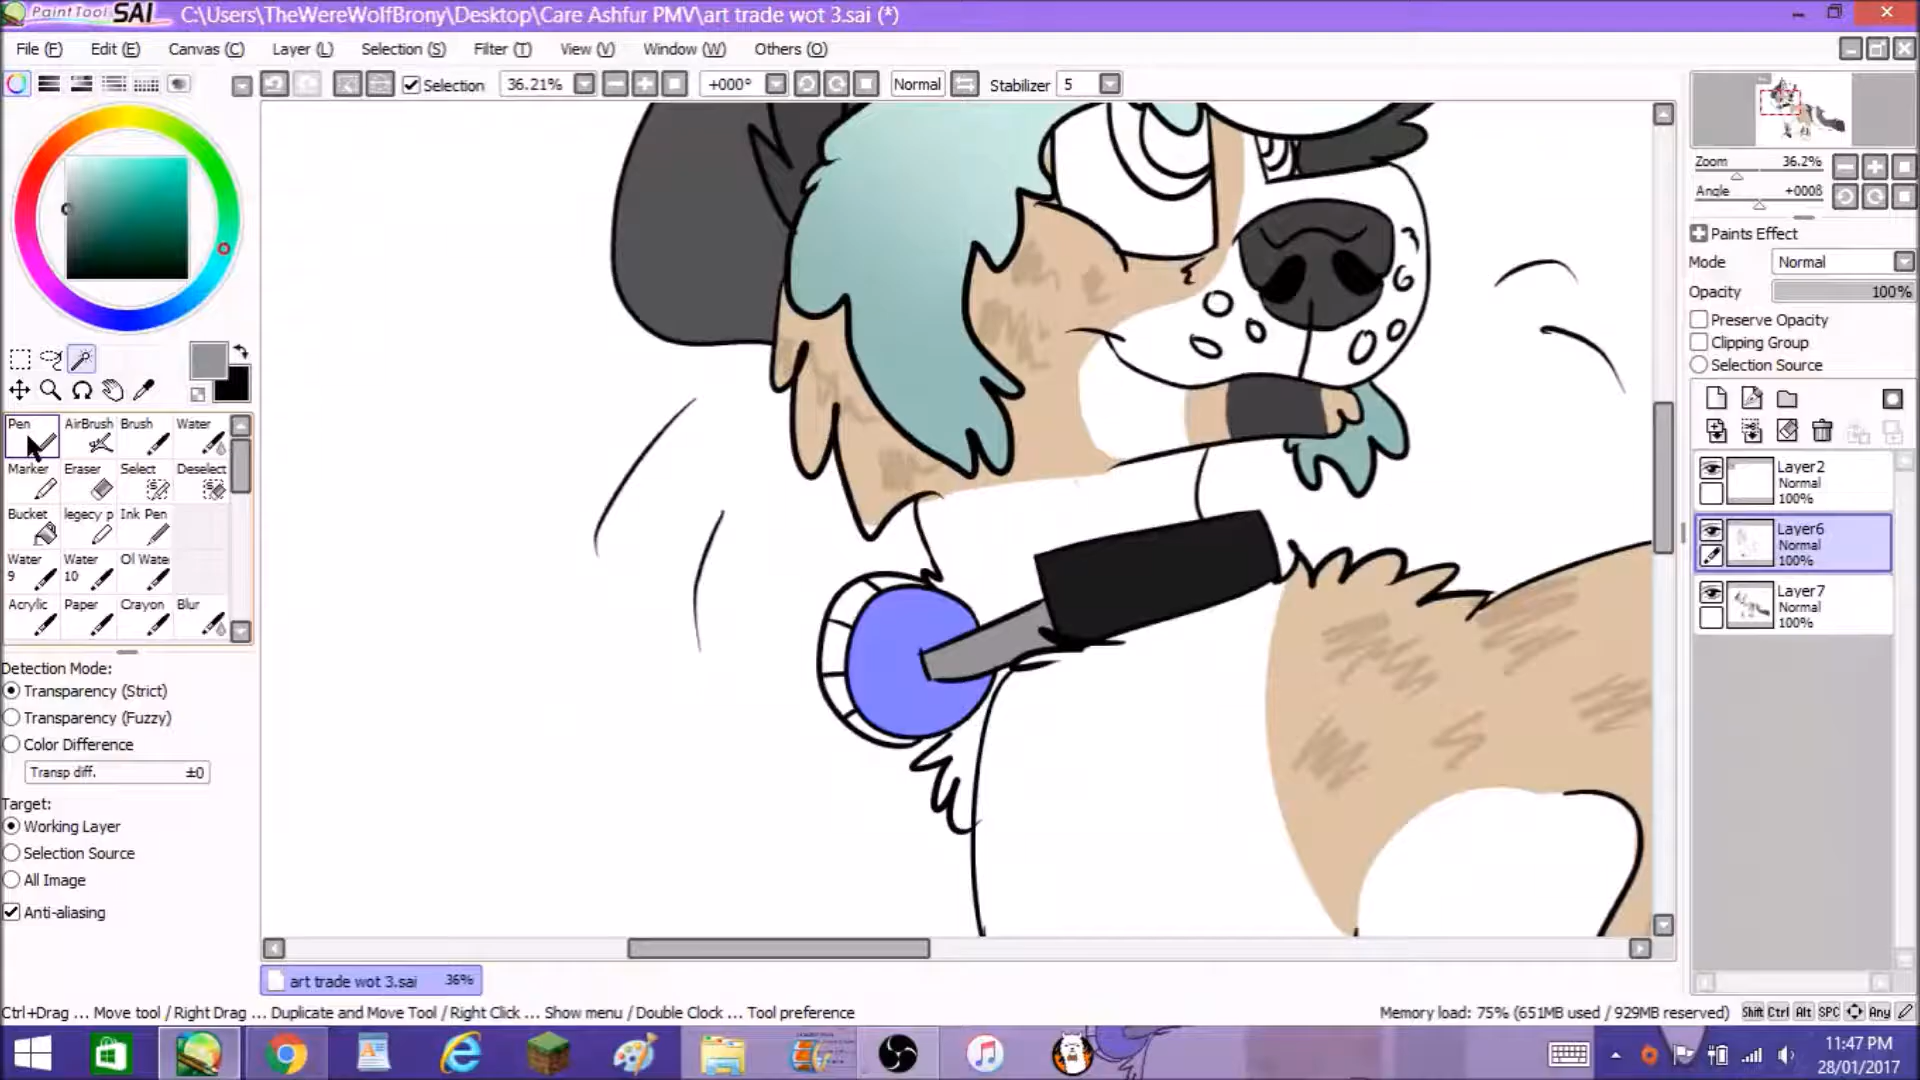 PaintTool SAI C:\Users\TheWereWolfBrony\Desktop\Care Ashfur PMV\art trade wot 3.sai (*)
File (F) Edit (E) Canvas (C) Layer (L) Selection (S) Filter (T) View (V) Window (W) Others (O)
Selection 36.21% +000° Normal Stabilizer 5
Zoom 36.2%
Angle +0008
Paints Effect
Mode Normal
Opacity 100%
Preserve Opacity
Clipping Group
Selection Source
Pen AirBrush Brush Water
Marker Eraser Select Deselect
Bucket legacy p Ink Pen
Water 9 Water 10 Ol Wate
Acrylic Paper Crayon Blur
Layer2
Normal
100%
Layer6
Normal
100%
Layer7
Normal
100%
Detection Mode:
Transparency (Strict)
Transparency (Fuzzy)
Color Difference
Transp diff. ±0
Target:
Working Layer
Selection Source
All Image
Anti-aliasing
art trade wot 3.sai 36%
Ctrl+Drag ... Move tool / Right Drag ... Duplicate and Move Tool / Right Click ... Show menu / Double Clock ... Tool preference
Memory load: 75% (651MB used / 929MB reserved) Shift Ctrl Alt SPC Any
11:47 PM
28/01/2017